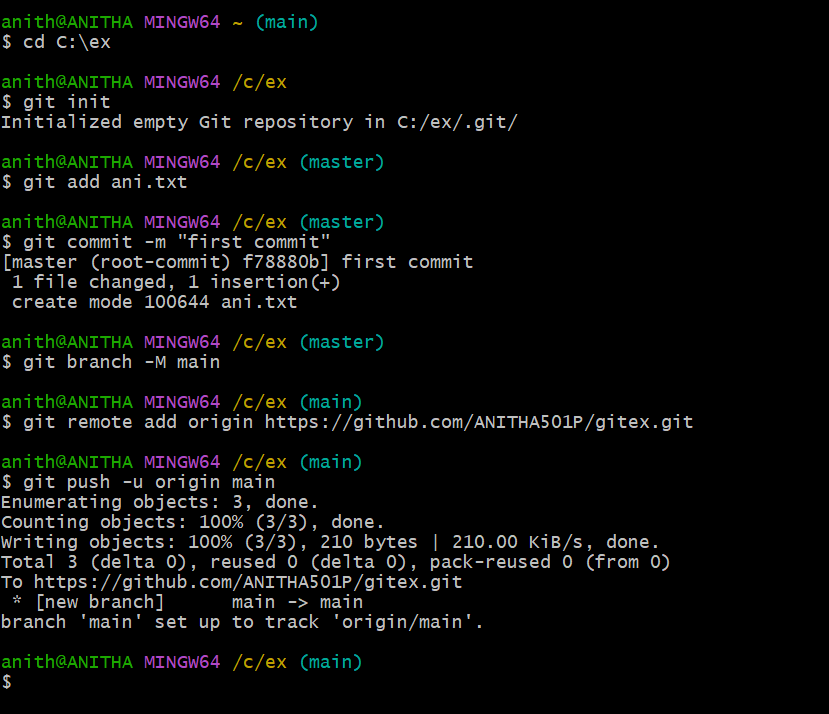 anith@ANITHA MINGW64 ~ (main)
$ cd C:\ex
anith@ANITHA MINGW64 /c/ex
$ git init
Initialized empty Git repository in C:/ex/.git/
anith@ANITHA MINGW64 /c/ex (master)
$ git add ani.txt
anith@ANITHA MINGW64 /c/ex (master)
$ git commit -m "first commit"
[master (root-commit) f78880b] first commit
 1 file changed, 1 insertion(+)
 create mode 100644 ani.txt
anith@ANITHA MINGW64 /c/ex (master)
$ git branch -M main
anith@ANITHA MINGW64 /c/ex (main)
$ git remote add origin https://github.com/ANITHA501P/gitex.git
anith@ANITHA MINGW64 /c/ex (main)
$ git push -u origin main
Enumerating objects: 3, done.
Counting objects: 100% (3/3), done.
Writing objects: 100% (3/3), 210 bytes | 210.00 KiB/s, done.
Total 3 (delta 0), reused 0 (delta 0), pack-reused 0 (from 0)
To https://github.com/ANITHA501P/gitex.git
 * [new branch]      main -> main
branch 'main' set up to track 'origin/main'.
anith@ANITHA MINGW64 /c/ex (main)
$